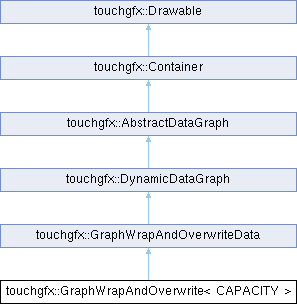 touchgfx::Drawable
touchgfx::Container
touchgfx::AbstractDataGraph
touchgfx::DynamicDataGraph
touchgfx::GraphWrapAndOverwriteData
touchgfx::GraphWrapAndOverwrite< CAPACITY >